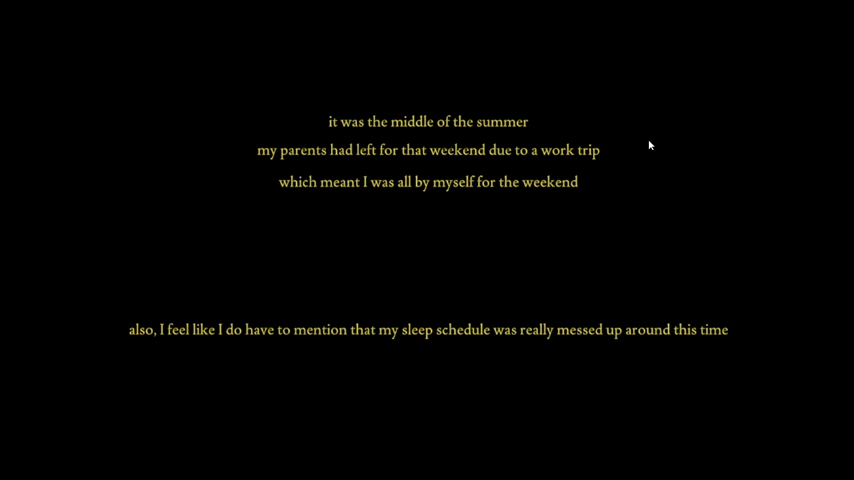 it was the middle of the summer
my parents had left for that weekend due to a work trip
which meant I was all by myself for the weekend
also, I feel like I do have to mention that my sleep schedule was really messed up around this time